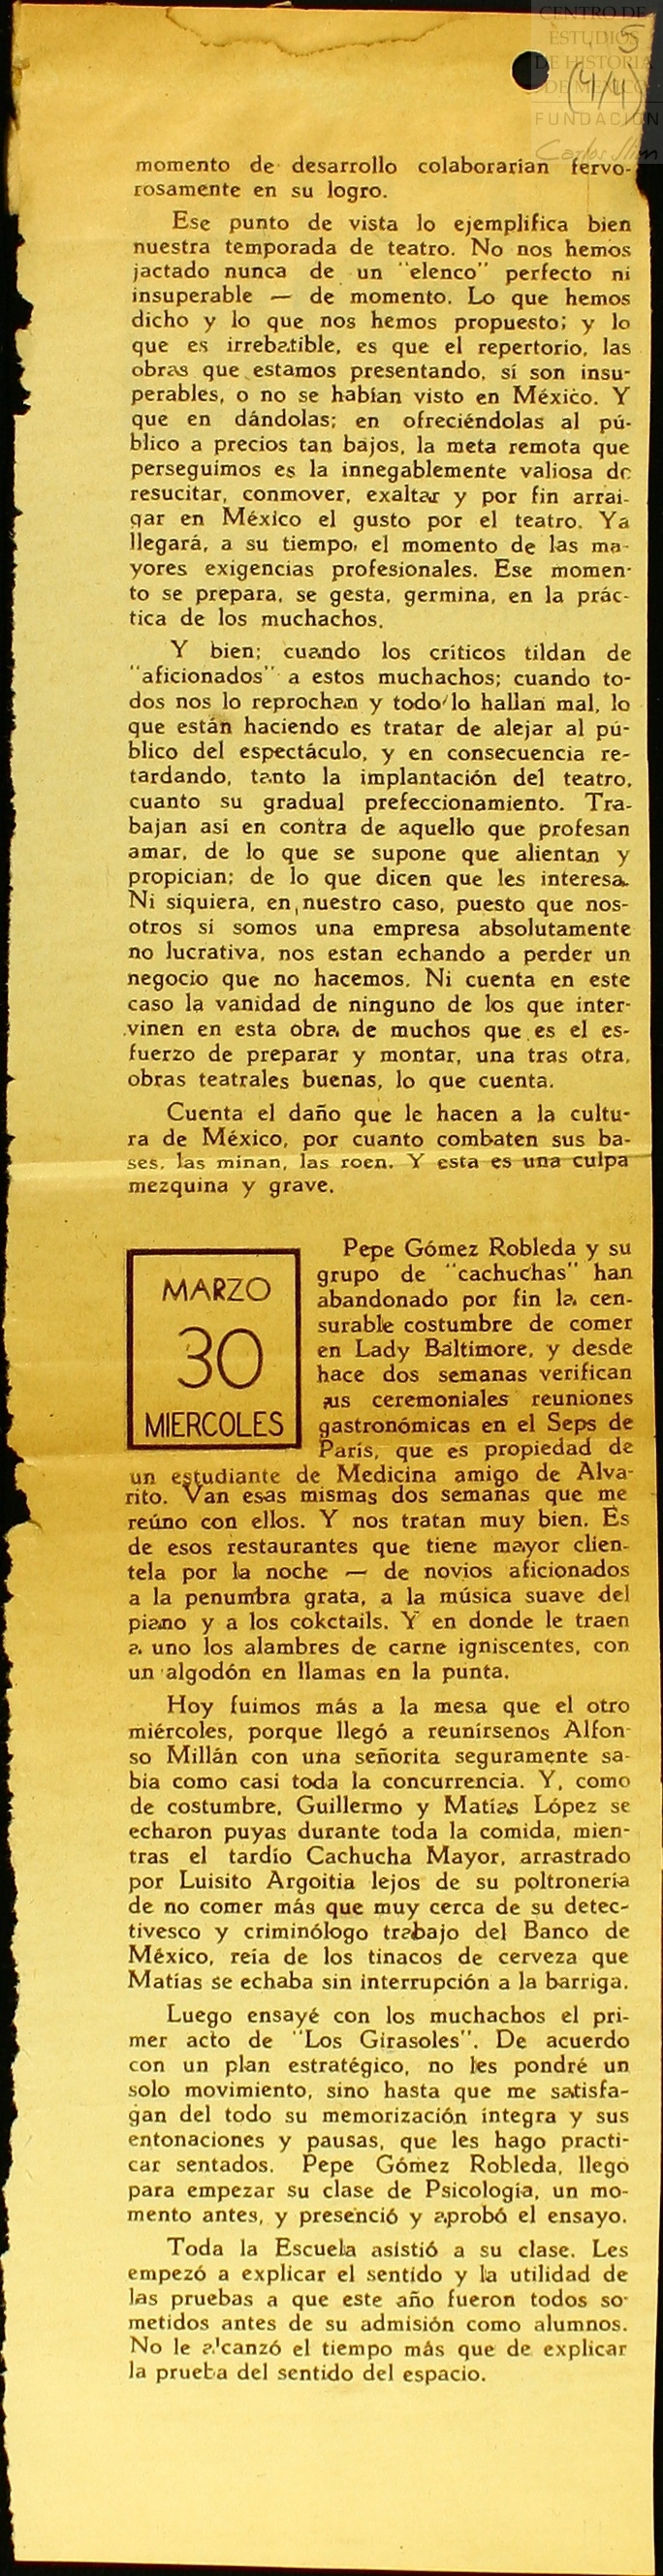 CENTRO DE
ESTUDIOS
DE HISTORIA
DE MEXICO
FUNDACIÓN
Carlos Slim
5
(4/4)
momento de desarrollo colaborarían fervo-
rosamente en su logro.
Ese punto de vista lo ejemplifica bien
nuestra temporada de teatro. No nos hemos
jactado nunca de un "elenco" perfecto ni
insuperable — de momento. Lo que hemos
dicho y lo que nos hemos propuesto; y lo
que es irrebatible, es que el repertorio, las
obras que estamos presentando, sí son insu-
perables, o no se habían visto en México. Y
que en dándolas; en ofreciéndolas al pú-
blico a precios tan bajos, la meta remota que
perseguimos es la innegablemente valiosa de
resucitar, conmover, exaltar y por fin arrai-
gar en México el gusto por el teatro. Ya
llegará, a su tiempo, el momento de las ma-
yores exigencias profesionales. Ese momen-
to se prepara, se gesta, germina, en la prác-
tica de los muchachos.
Y bien; cuando los críticos tildan de
"aficionados" a estos muchachos; cuando to-
dos nos lo reprochan y todo lo hallan mal, lo
que están haciendo es tratar de alejar al pú-
blico del espectáculo, y en consecuencia re-
tardando, tanto la implantación del teatro,
cuanto su gradual prefeccionamiento. Tra-
bajan así en contra de aquello que profesan
amar, de lo que se supone que alientan y
propician; de lo que dicen que les interesa.
Ni siquiera, en nuestro caso, puesto que nos-
otros sí somos una empresa absolutamente
no lucrativa, nos estan echando a perder un
negocio que no hacemos. Ni cuenta en este
caso la vanidad de ninguno de los que inter-
vinen en esta obra de muchos que es el es-
fuerzo de preparar y montar, una tras otra,
obras teatrales buenas, lo que cuenta.
Cuenta el daño que le hacen a la cultu-
ra de México, por cuanto combaten sus ba-
ses, las minan, las roen. Y esta es una culpa
mezquina y grave.
MARZO
30
MIERCOLES
Pepe Gómez Robleda y su
grupo de "cachuchas" han
abandonado por fin la cen-
surable costumbre de comer
en Lady Baltimore, y desde
hace dos semanas verifican
sus ceremoniales reuniones
gastronómicas en el Seps de
París, que es propiedad de
un estudiante de Medicina amigo de Alva-
rito. Van esas mismas dos semanas que me
reúno con ellos. Y nos tratan muy bien. Es
de esos restaurantes que tiene mayor clien-
tela por la noche — de novios aficionados
a la penumbra grata, a la música suave del
piano y a los cokctails. Y en donde le traen
a uno los alambres de carne igniscentes, con
un algodón en llamas en la punta.
Hoy fuimos más a la mesa que el otro
miércoles, porque llegó a reunírsenos Alfon-
so Millán con una señorita seguramente sa-
bia como casi toda la concurrencia. Y, como
de costumbre, Guillermo y Matías López se
echaron puyas durante toda la comida, mien-
tras el tardío Cachucha Mayor, arrastrado
por Luisito Argoitia lejos de su poltronería
de no comer más que muy cerca de su detec-
tivesco y criminólogo trabajo del Banco de
México, reía de los tinacos de cerveza que
Matías se echaba sin interrupción a la barriga.
Luego ensayé con los muchachos el pri-
mer acto de "Los Girasoles". De acuerdo
con un plan estratégico, no les pondré un
solo movimiento, sino hasta que me satisfa-
gan del todo su memorización íntegra y sus
entonaciones y pausas, que les hago practi-
car sentados. Pepe Gómez Robleda, llegó
para empezar su clase de Psicología, un mo-
mento antes, y presenció y aprobó el ensayo.
Toda la Escuela asistió a su clase. Les
empezó a explicar el sentido y la utilidad de
las pruebas a que este año fueron todos so-
metidos antes de su admisión como alumnos.
No le alcanzó el tiempo más que de explicar
la prueba del sentido del espacio.